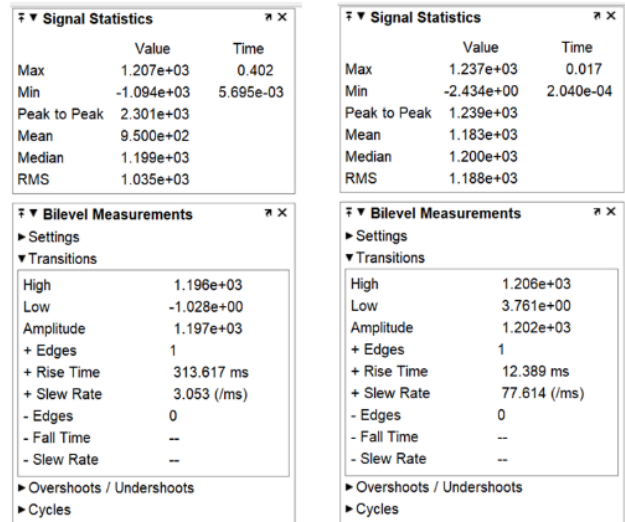 Signal Statistics
Value Time
Max 1.207e+03 0.402
Min -1.094e+03 5.695e-03
Peak to Peak 2.301e+03
Mean 9.500e+02
Median 1.199e+03
RMS 1.035e+03
Bilevel Measurements
Settings
Transitions
High 1.196e+03
Low -1.028e+00
Amplitude 1.197e+03
+ Edges 1
+ Rise Time 313.617 ms
+ Slew Rate 3.053 (/ms)
- Edges 0
- Fall Time --
- Slew Rate --
Overshoots / Undershoots
Cycles
Signal Statistics
Value Time
Max 1.237e+03 0.017
Min -2.434e+00 2.040e-04
Peak to Peak 1.239e+03
Mean 1.183e+03
Median 1.200e+03
RMS 1.188e+03
Bilevel Measurements
Settings
Transitions
High 1.206e+03
Low 3.761e+00
Amplitude 1.202e+03
+ Edges 1
+ Rise Time 12.389 ms
+ Slew Rate 77.614 (/ms)
- Edges 0
- Fall Time --
- Slew Rate --
Overshoots / Undershoots
Cycles